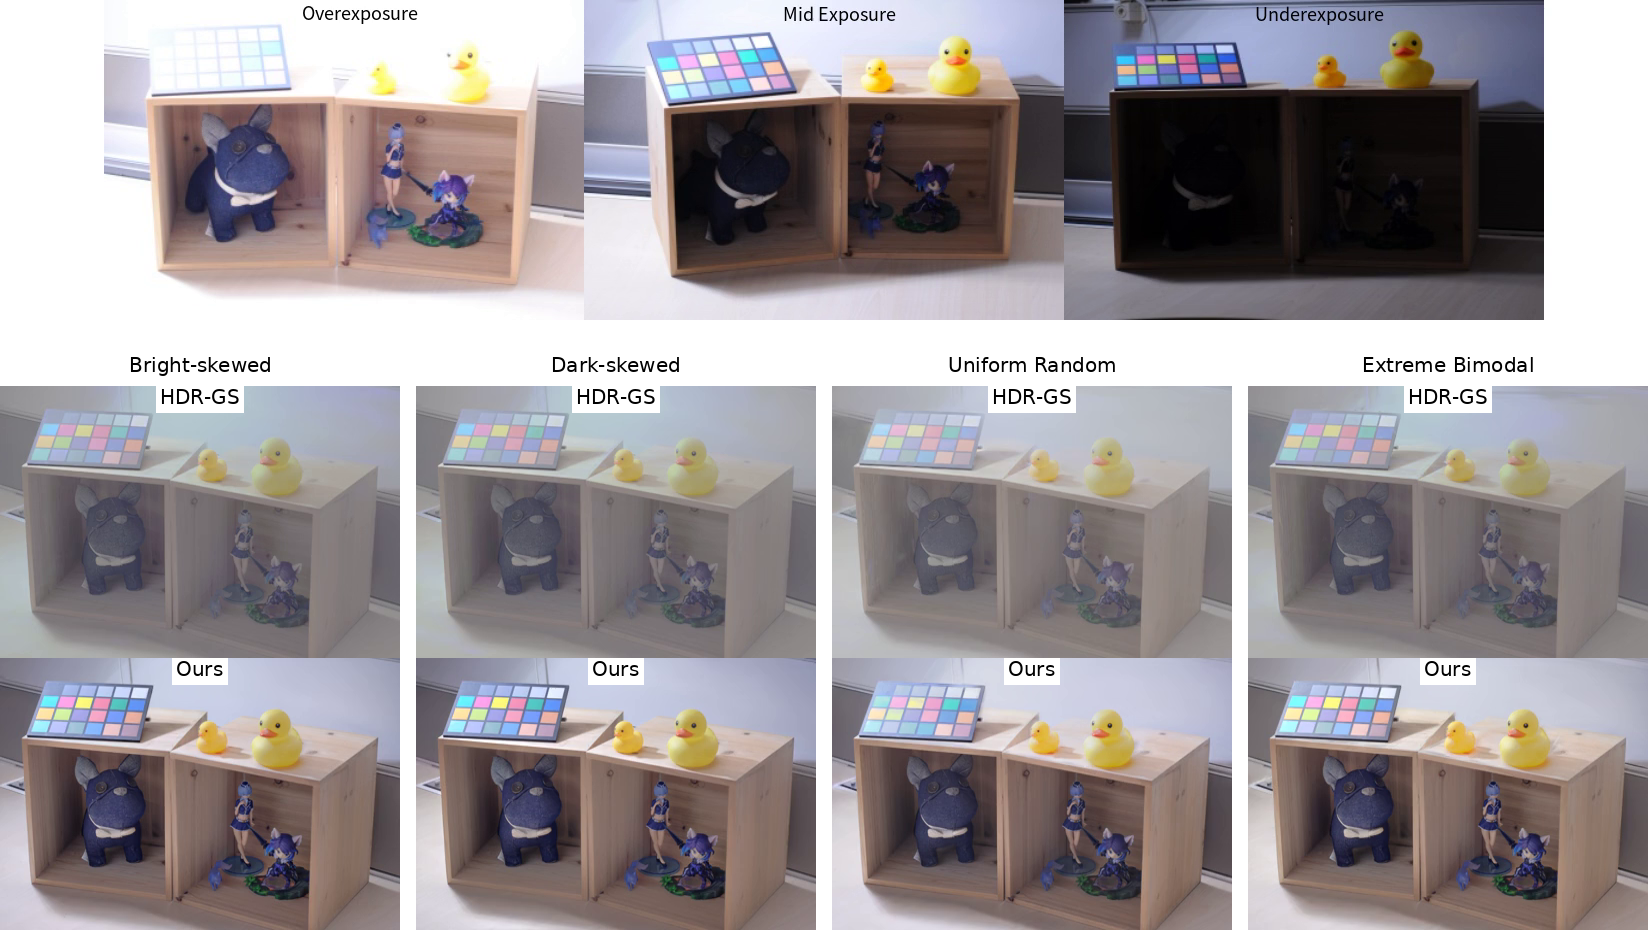 Overexposure
Mid Exposure
Underexposure
Bright-skewed
Dark-skewed
Uniform Random
Extreme Bimodal
HDR-GS
HDR-GS
HDR-GS
HDR-GS
Ours
Ours
Ours
Ours